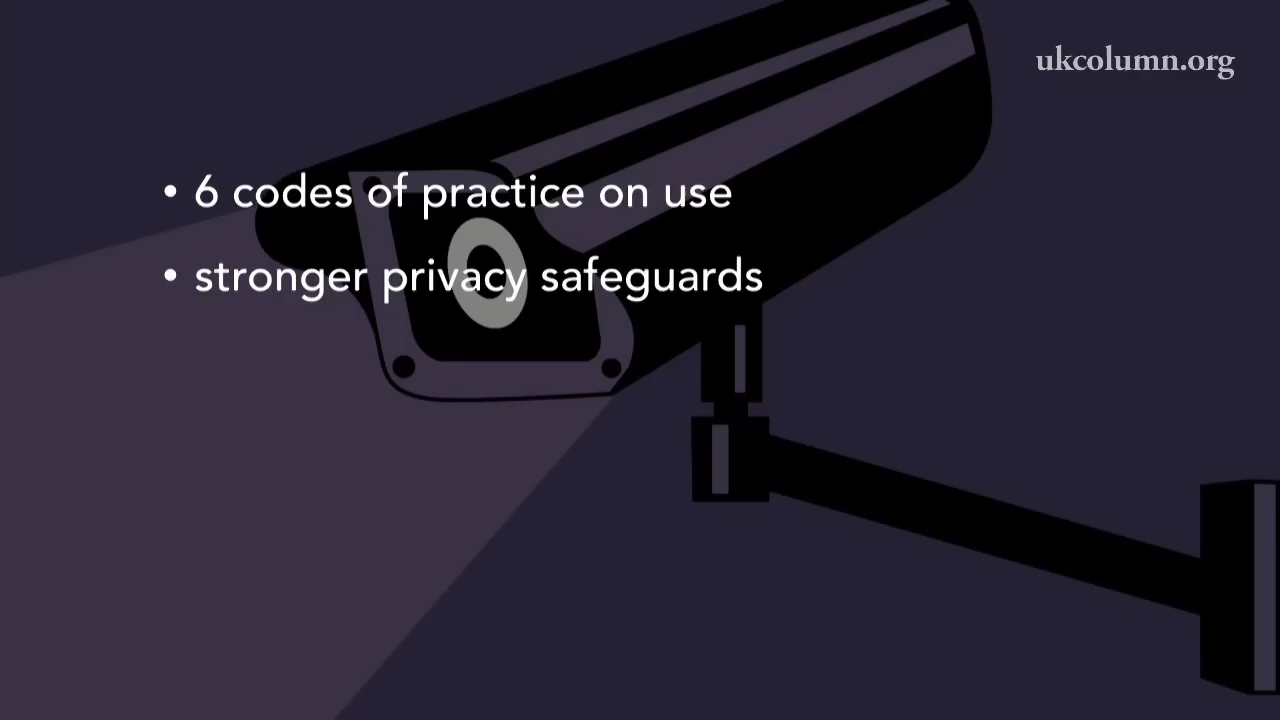 ukcolumn.org
• 6 codes of practice on use
• stronger privacy safeguards